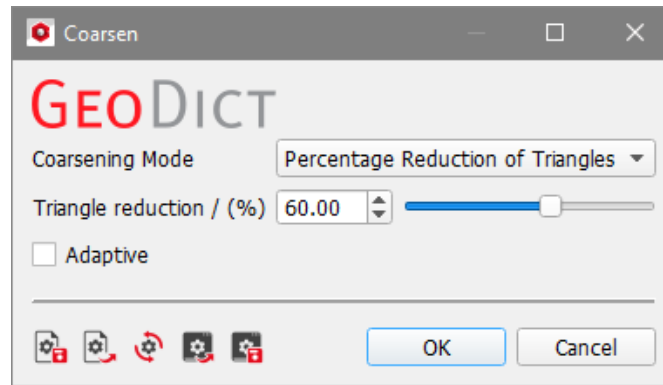 Coarsen
GEODICT
Coarsening Mode Percentage Reduction of Triangles
Triangle reduction / (%) 60.00
Adaptive
OK Cancel